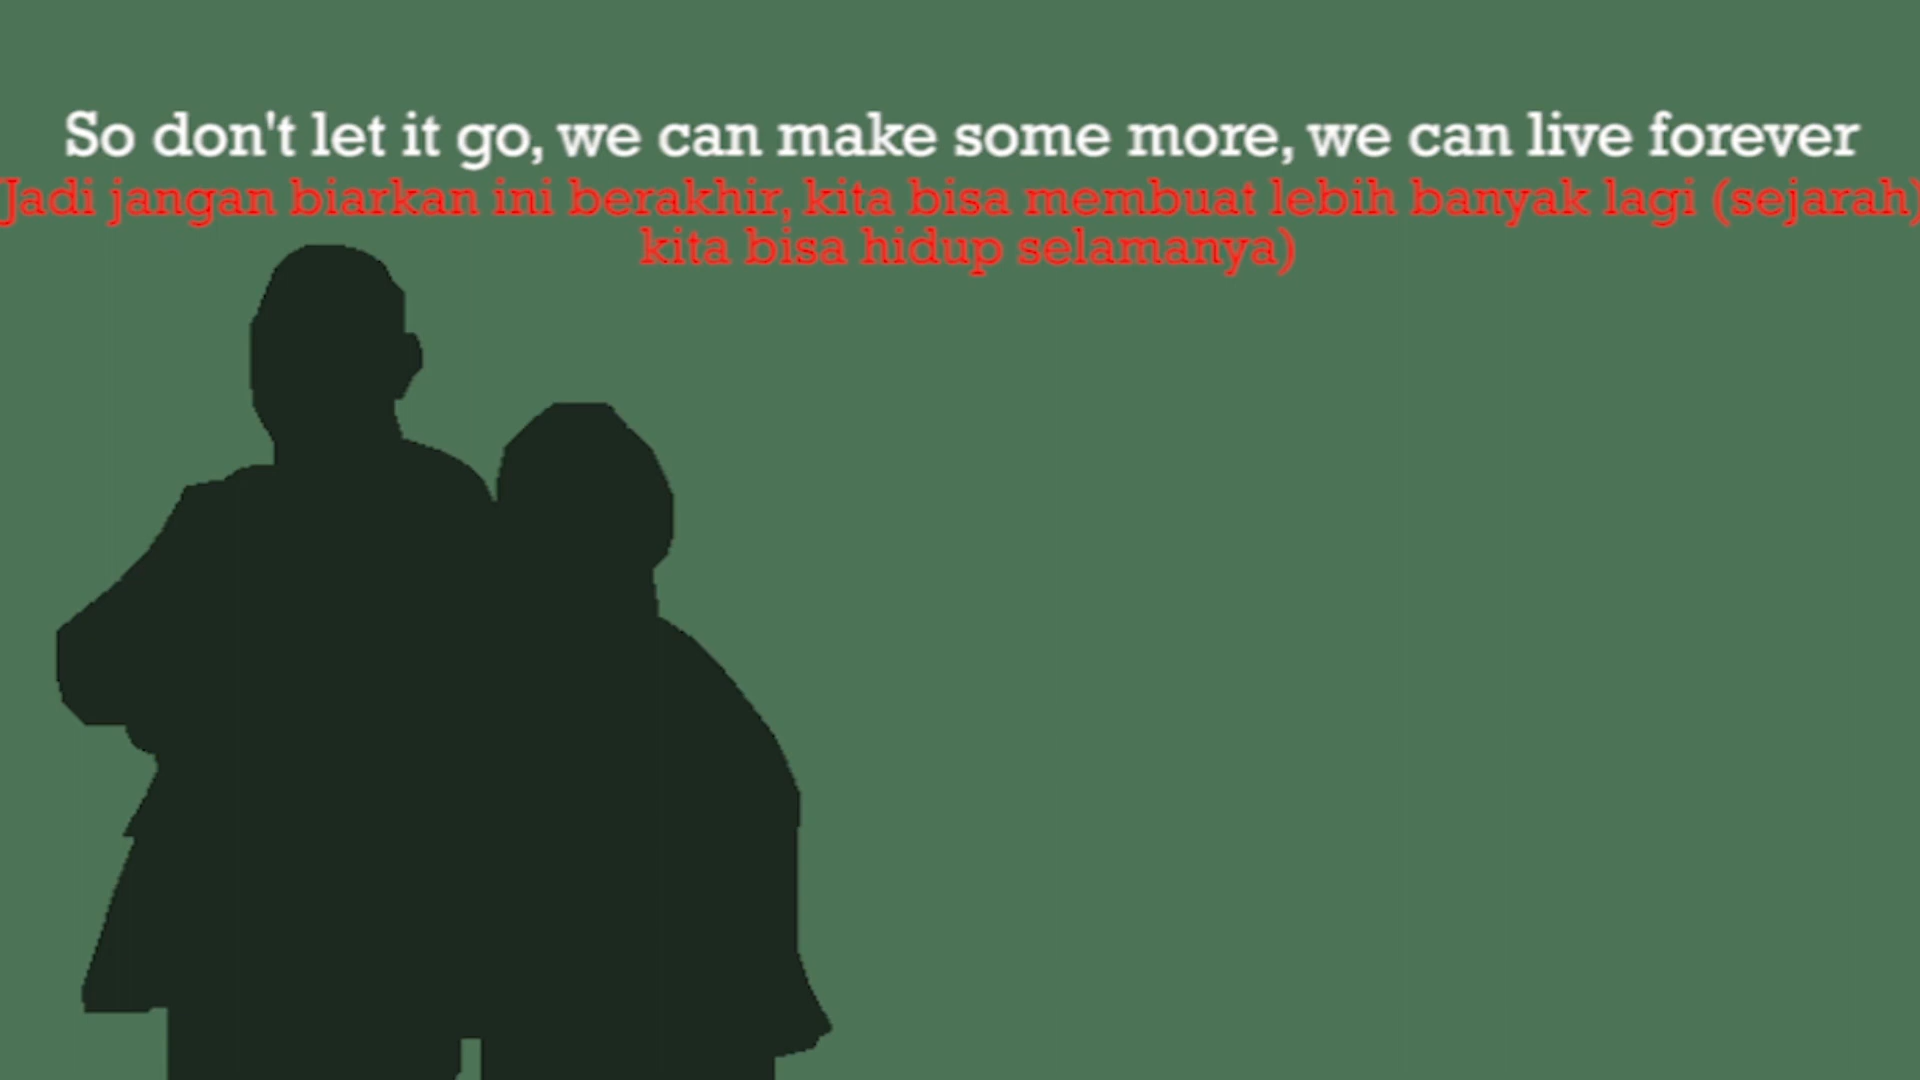 So don't let it go, we can make some more, we can live forever
(Jadi jangan biarkan ini berakhir, kita bisa membuat lebih banyak lagi (sejarah)
kita bisa hidup selamanya)